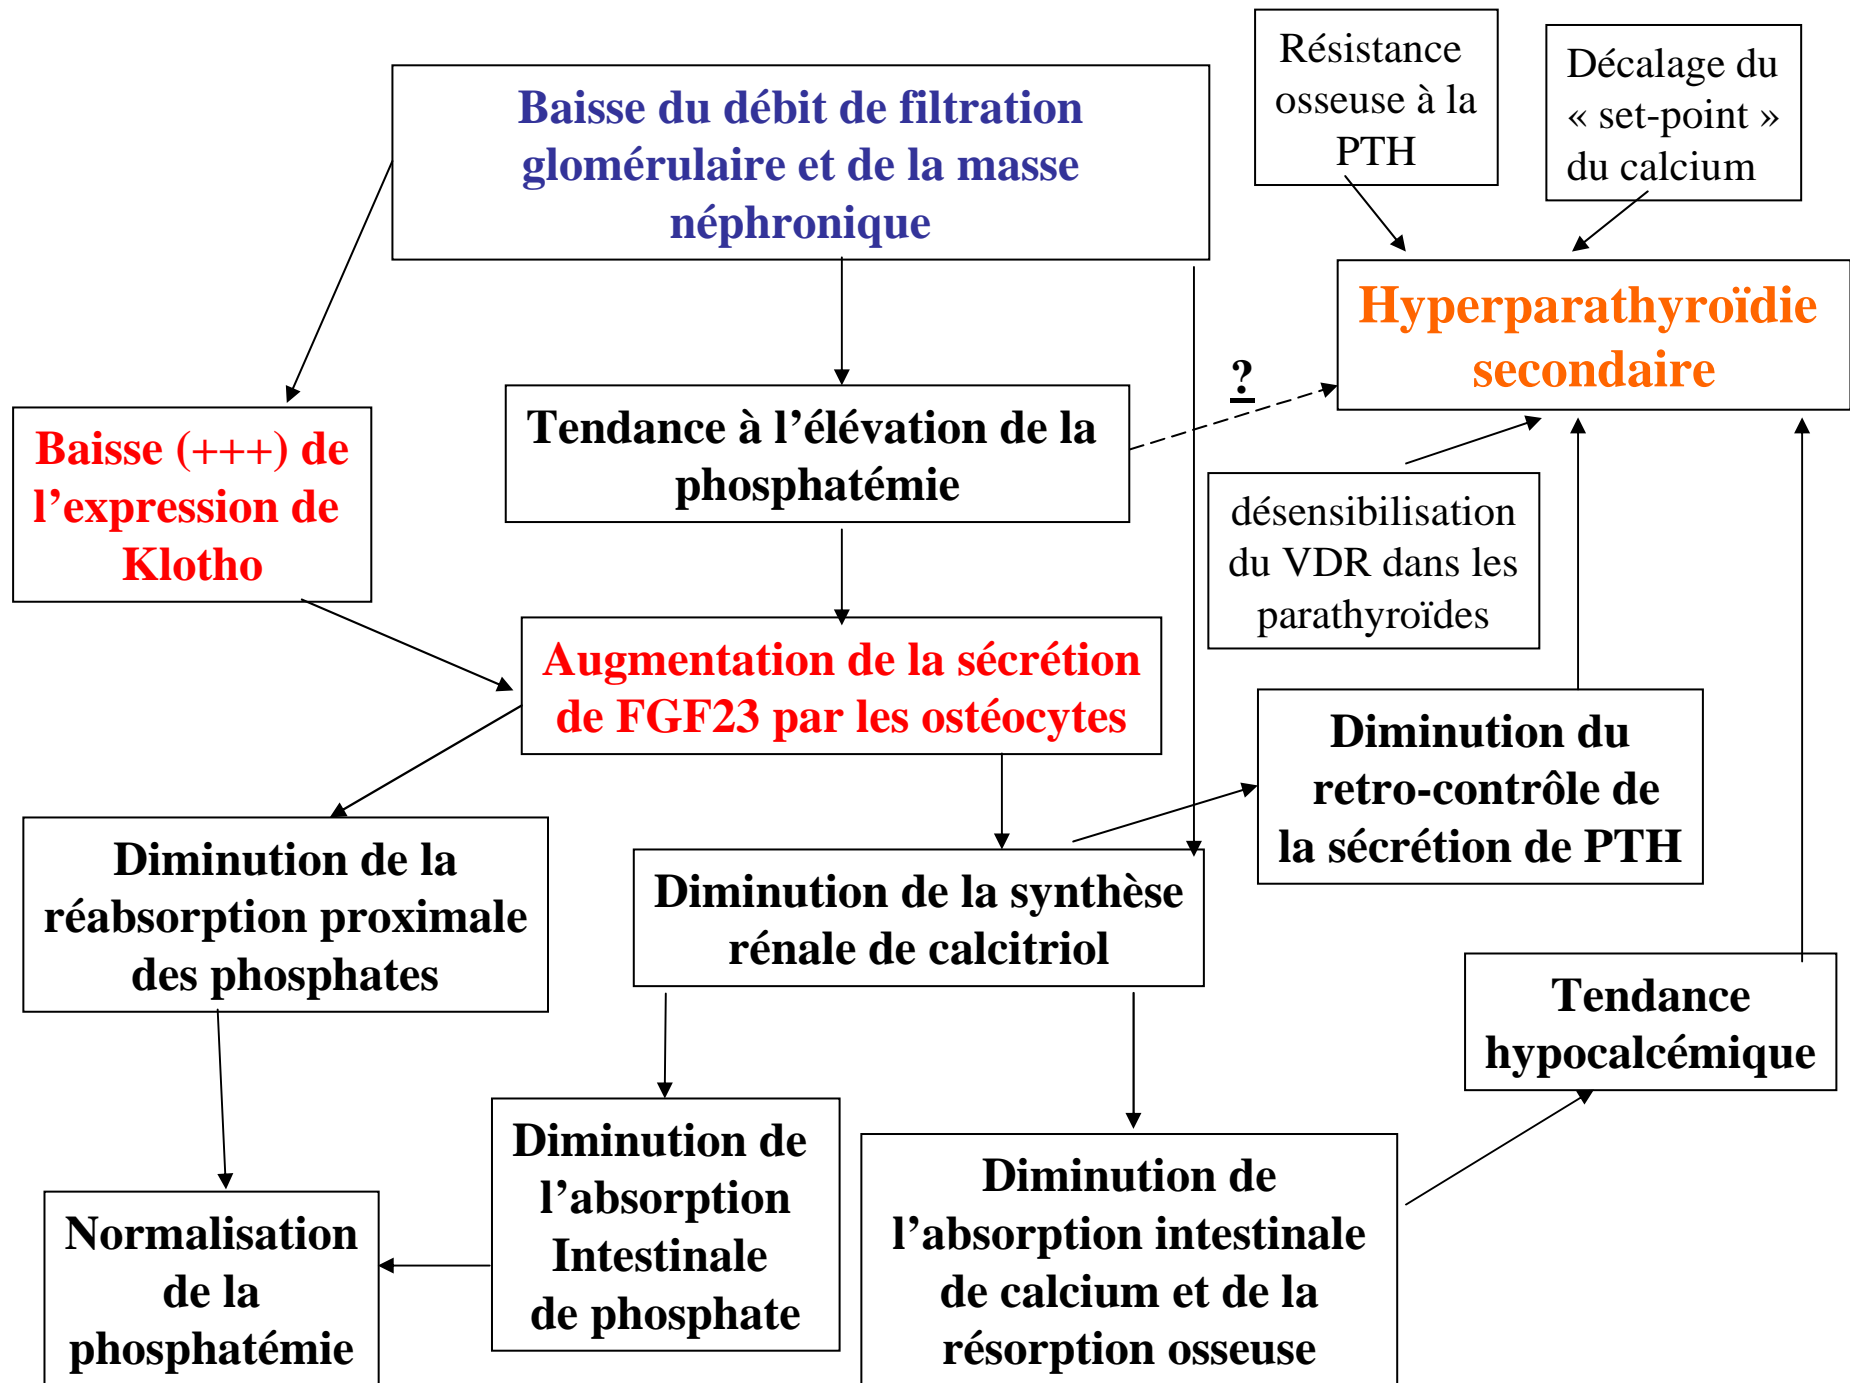 Résistance
osseuse à la
PTH
Décalage du
« set-point »
du calcium
Baisse du débit de filtration
glomérulaire et de la masse
néphronique
Hyperparathyroïdie
secondaire
?
Tendance à l’élévation de la
phosphatémie
Baisse (+++) de
l’expression de
Klotho
désensibilisation
du VDR dans les
parathyroïdes
Augmentation de la sécrétion
de FGF23 par les ostéocytes
Diminution du
retro-contrôle de
la sécrétion de PTH
Diminution de la
réabsorption proximale
des phosphates
Diminution de la synthèse
rénale de calcitriol
Tendance
hypocalcémique
Diminution de
l’absorption
Intestinale
de phosphate
Diminution de
l’absorption intestinale
de calcium et de la
résorption osseuse
Normalisation
de la
phosphatémie